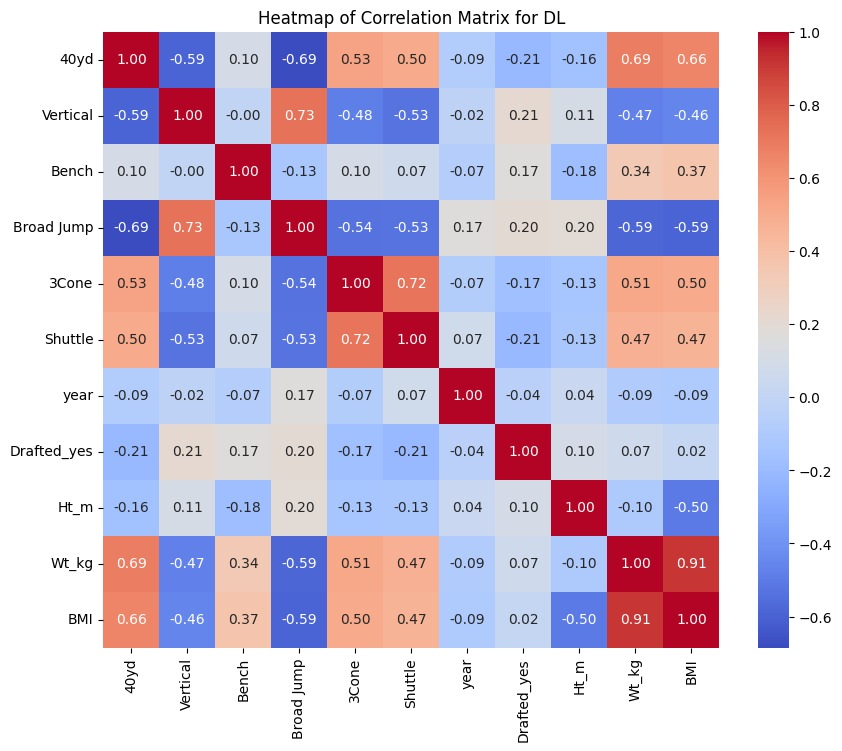 Heatmap of Correlation Matrix for DL
40yd 1.00 -0.59 0.10 -0.69 0.53 0.50 -0.09 -0.21 -0.16 0.69 0.66
Vertical -0.59 1.00 -0.00 0.73 -0.48 -0.53 -0.02 0.21 0.11 -0.47 -0.46
Bench 0.10 -0.00 1.00 -0.13 0.10 0.07 -0.07 0.17 -0.18 0.34 0.37
Broad Jump -0.69 0.73 -0.13 1.00 -0.54 -0.53 0.17 0.20 0.20 -0.59 -0.59
3Cone 0.53 -0.48 0.10 -0.54 1.00 0.72 -0.07 -0.17 -0.13 0.51 0.50
Shuttle 0.50 -0.53 0.07 -0.53 0.72 1.00 0.07 -0.21 -0.13 0.47 0.47
year -0.09 -0.02 -0.07 0.17 -0.07 0.07 1.00 -0.04 0.04 -0.09 -0.09
Drafted_yes -0.21 0.21 0.17 0.20 -0.17 -0.21 -0.04 1.00 0.10 0.07 0.02
Ht_m -0.16 0.11 -0.18 0.20 -0.13 -0.13 0.04 0.10 1.00 -0.10 -0.50
Wt_kg 0.69 -0.47 0.34 -0.59 0.51 0.47 -0.09 0.07 -0.10 1.00 0.91
BMI 0.66 -0.46 0.37 -0.59 0.50 0.47 -0.09 0.02 -0.50 0.91 1.00
40yd Vertical Bench Broad Jump 3Cone Shuttle year Drafted_yes Ht_m Wt_kg BMI
1.0
0.8
0.6
0.4
0.2
0.0
−0.2
−0.4
−0.6